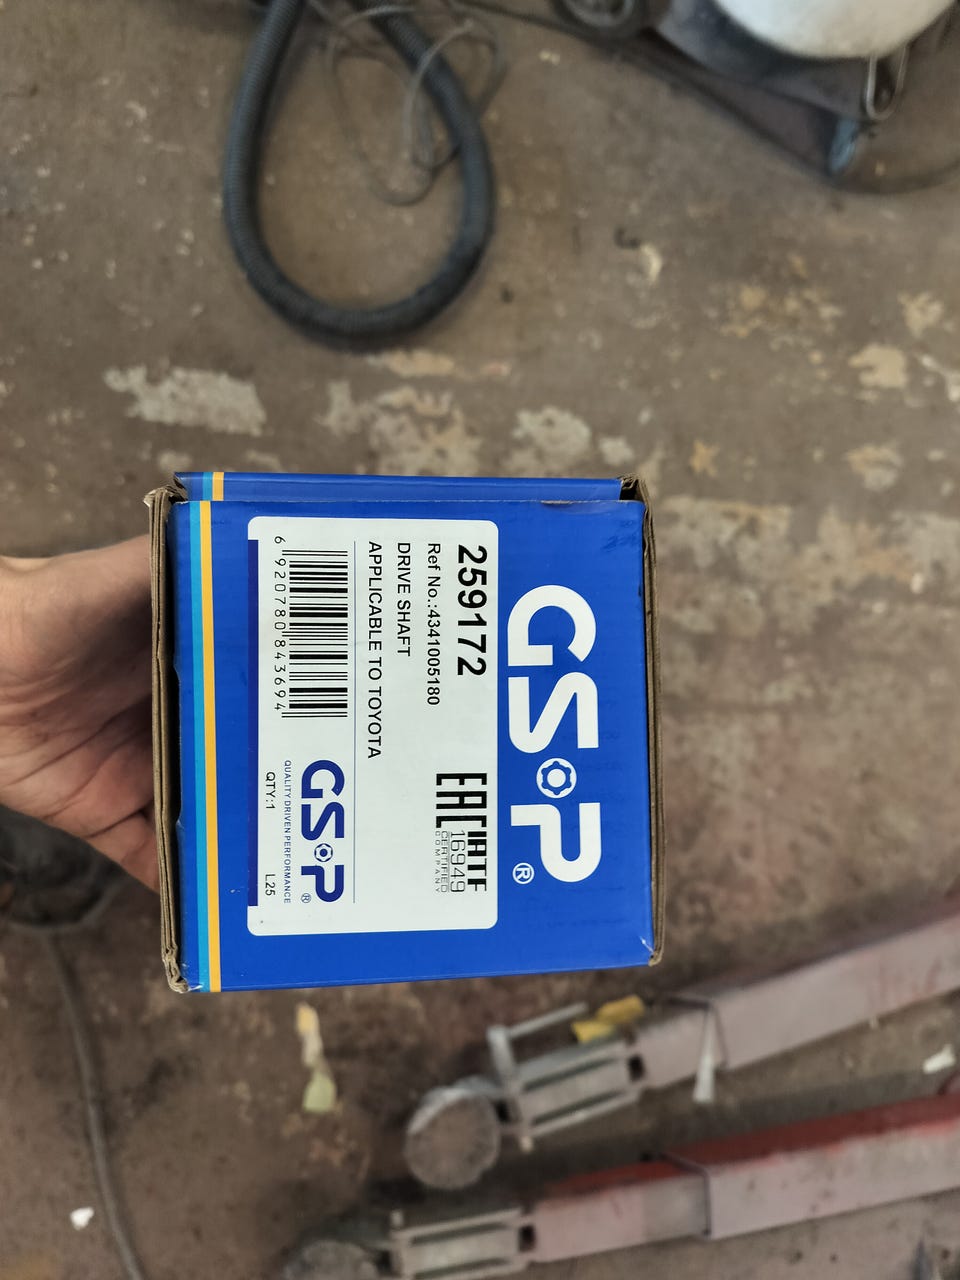 GSP®
259172
Ref No.:4341005180
DRIVE SHAFT
APPLICABLE TO TOYOTA
EAC
IATF
16949
CERTIFIED
COMPANY
6 920780 843694
GSP®
QUALITY DRIVEN PERFORMANCE
QTY:1
L25